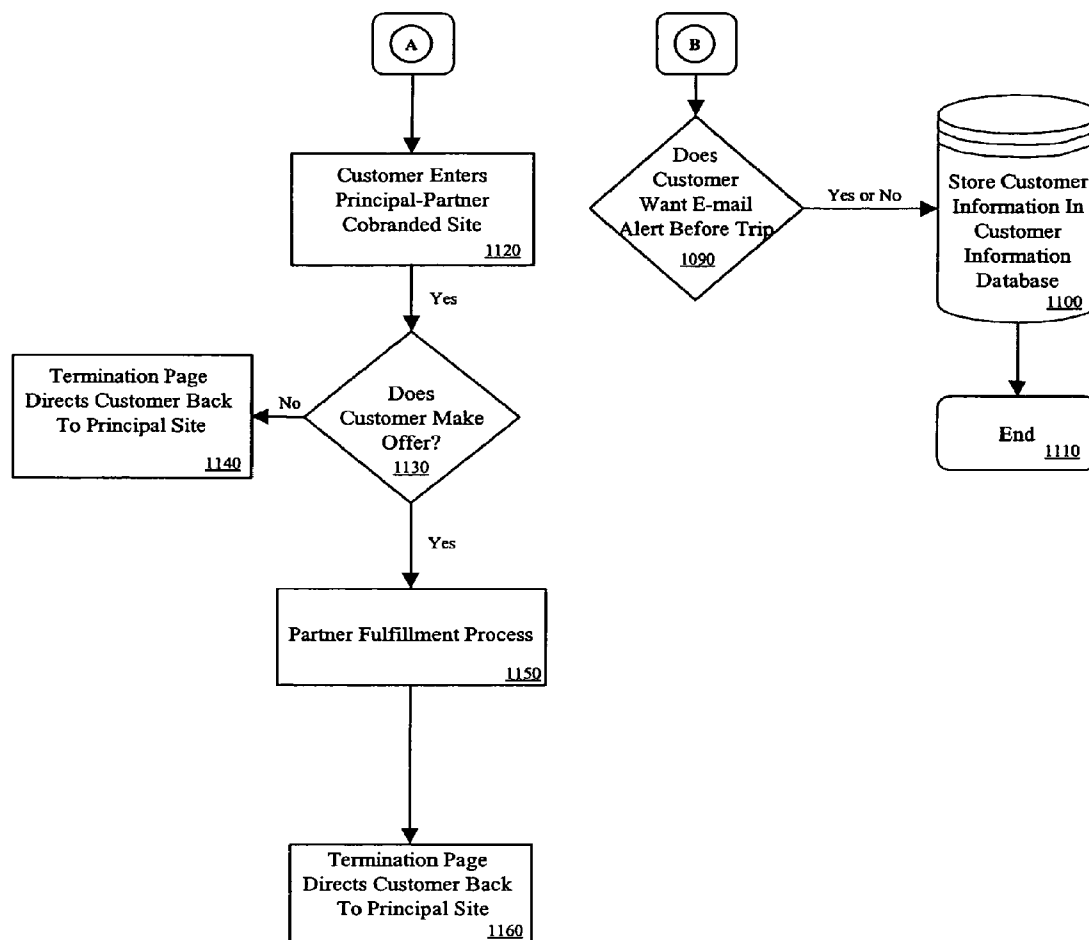 A
Customer Enters
Principal-Partner
Cobranded Site
1120
Yes
Does
Customer Make
Offer?
1130
No
Termination Page
Directs Customer Back
To Principal Site
1140
Yes
Partner Fulfillment Process
1150
Termination Page
Directs Customer Back
To Principal Site
1160
B
Does
Customer
Want E-mail
Alert Before Trip
1090
Yes or No
Store Customer
Information In
Customer
Information
Database
1100
End
1110